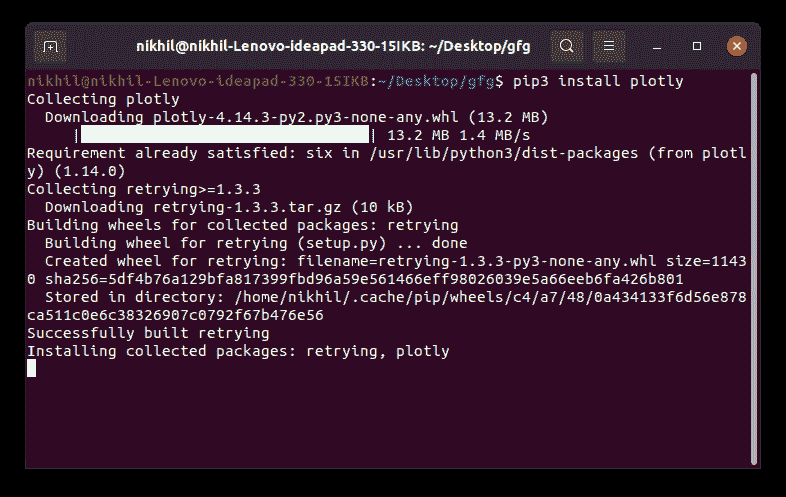 nikhil@nikhil-Lenovo-ideapad-330-15IKB: ~/Desktop/gfg
nikhil@nikhil-Lenovo-ideapad-330-15IKB:~/Desktop/gfg$ pip3 install plotly
Collecting plotly
  Downloading plotly-4.14.3-py2.py3-none-any.whl (13.2 MB)
     |████████████████████████████████| 13.2 MB 1.4 MB/s
Requirement already satisfied: six in /usr/lib/python3/dist-packages (from plotl
y) (1.14.0)
Collecting retrying>=1.3.3
  Downloading retrying-1.3.3.tar.gz (10 kB)
Building wheels for collected packages: retrying
  Building wheel for retrying (setup.py) ... done
  Created wheel for retrying: filename=retrying-1.3.3-py3-none-any.whl size=1143
0 sha256=5df4b76a129bfa817399fbd96a59e561466eff98026039e5a66eeb6fa426b801
  Stored in directory: /home/nikhil/.cache/pip/wheels/c4/a7/48/0a434133f6d56e878
ca511c0e6c38326907c0792f67b476e56
Successfully built retrying
Installing collected packages: retrying, plotly